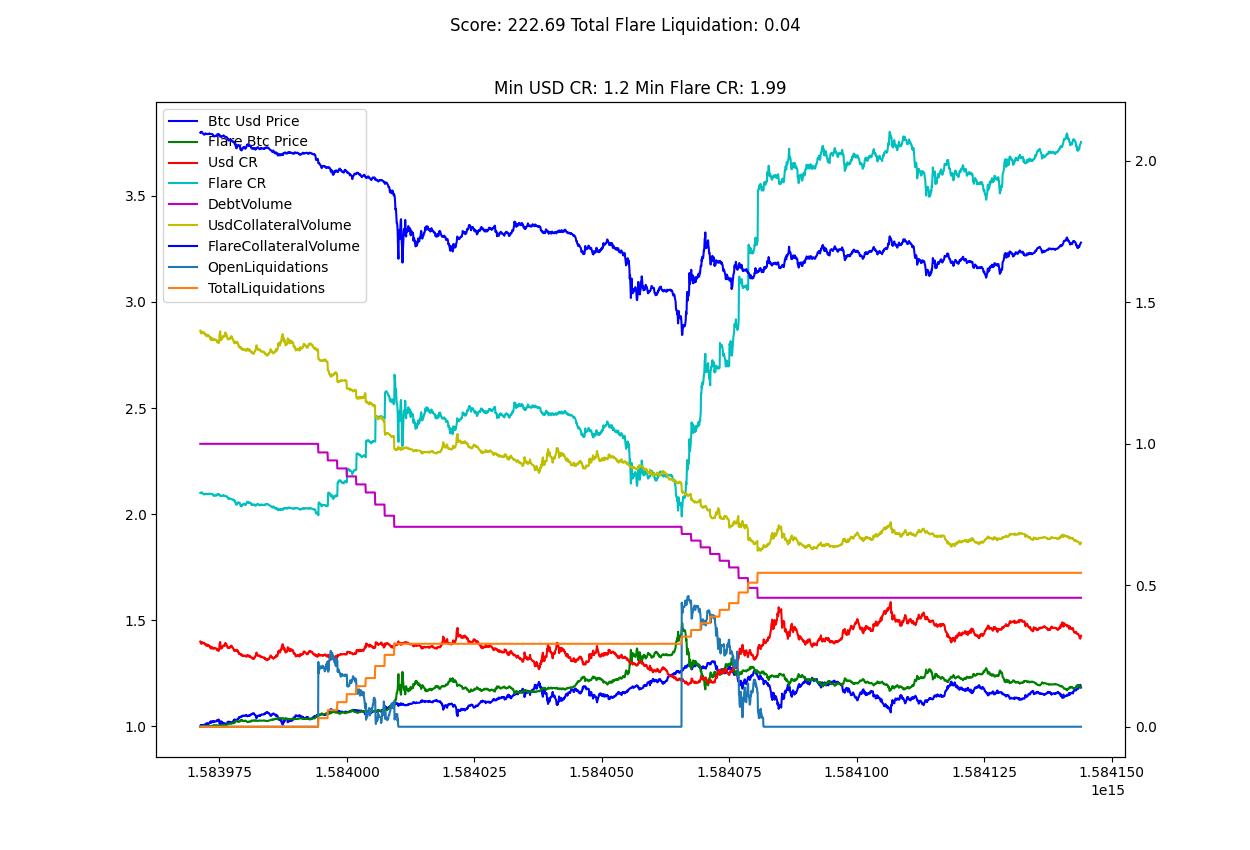 Score: 222.69 Total Flare Liquidation: 0.04
Min USD CR: 1.2 Min Flare CR: 1.99
Btc Usd Price
Flare Btc Price
Usd CR
Flare CR
DebtVolume
UsdCollateralVolume
FlareCollateralVolume
OpenLiquidations
TotalLiquidations
3.5
3.0
2.5
2.0
1.5
1.0
2.0
1.5
1.0
0.5
0.0
1.583975 1.584000 1.584025 1.584050 1.584075 1.584100 1.584125 1.584150
1e15